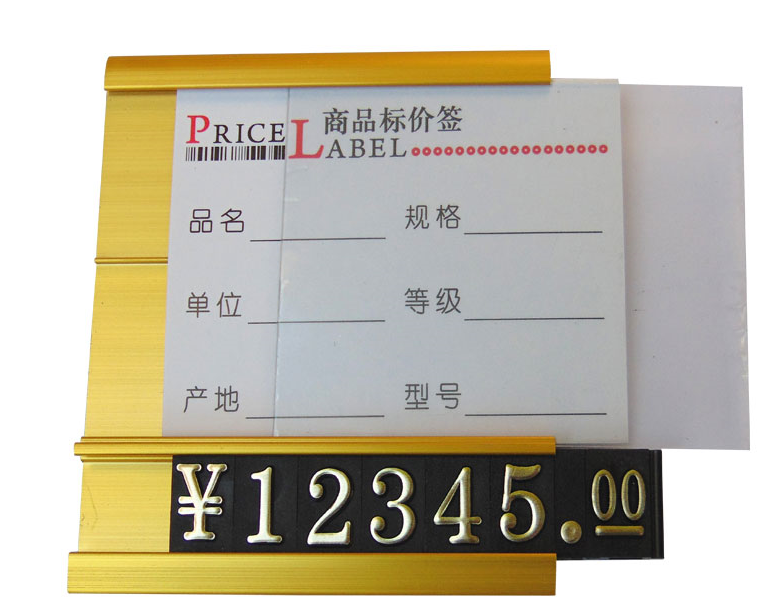 商品标价签
PRICE LABEL
品名 规格
单位 等级
产地 型号
¥12345.00